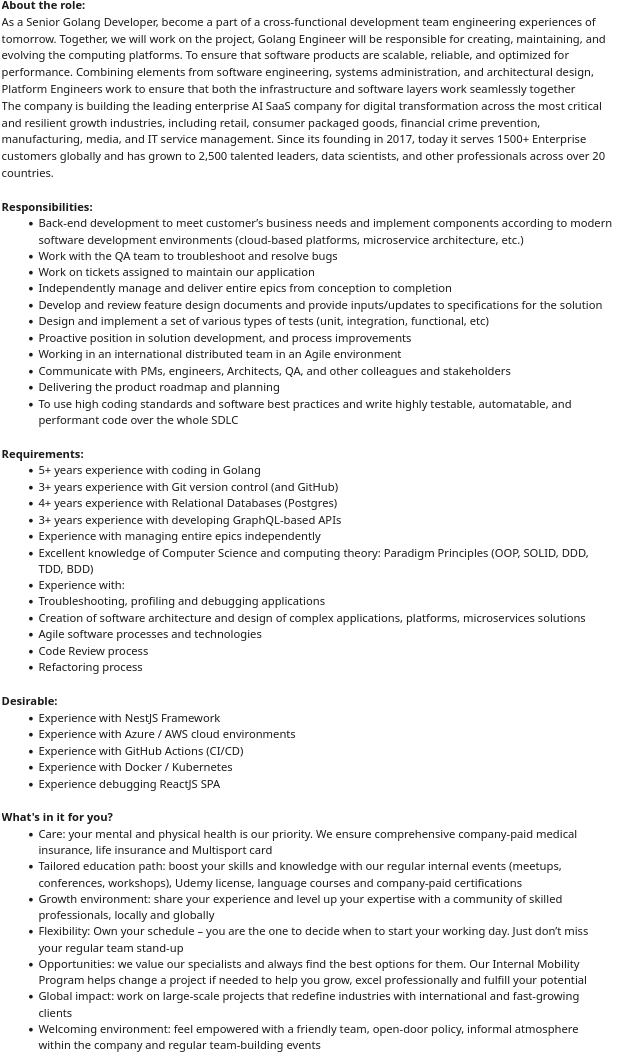 About the role:
As a Senior Golang Developer, become a part of a cross-functional development team engineering experiences of
tomorrow. Together, we will work on the project, Golang Engineer will be responsible for creating, maintaining, and
evolving the computing platforms. To ensure that software products are scalable, reliable, and optimized for
performance. Combining elements from software engineering, systems administration, and architectural design,
Platform Engineers work to ensure that both the infrastructure and software layers work seamlessly together
The company is building the leading enterprise AI SaaS company for digital transformation across the most critical
and resilient growth industries, including retail, consumer packaged goods, financial crime prevention,
manufacturing, media, and IT service management. Since its founding in 2017, today it serves 1500+ Enterprise
customers globally and has grown to 2,500 talented leaders, data scientists, and other professionals across over 20
countries.
Responsibilities:
• Back-end development to meet customer’s business needs and implement components according to modern
software development environments (cloud-based platforms, microservice architecture, etc.)
• Work with the QA team to troubleshoot and resolve bugs
• Work on tickets assigned to maintain our application
• Independently manage and deliver entire epics from conception to completion
• Develop and review feature design documents and provide inputs/updates to specifications for the solution
• Design and implement a set of various types of tests (unit, integration, functional, etc)
• Proactive position in solution development, and process improvements
• Working in an international distributed team in an Agile environment
• Communicate with PMs, engineers, Architects, QA, and other colleagues and stakeholders
• Delivering the product roadmap and planning
• To use high coding standards and software best practices and write highly testable, automatable, and
performant code over the whole SDLC
Requirements:
• 5+ years experience with coding in Golang
• 3+ years experience with Git version control (and GitHub)
• 4+ years experience with Relational Databases (Postgres)
• 3+ years experience with developing GraphQL-based APIs
• Experience with managing entire epics independently
• Excellent knowledge of Computer Science and computing theory: Paradigm Principles (OOP, SOLID, DDD,
TDD, BDD)
• Experience with:
• Troubleshooting, profiling and debugging applications
• Creation of software architecture and design of complex applications, platforms, microservices solutions
• Agile software processes and technologies
• Code Review process
• Refactoring process
Desirable:
• Experience with NestJS Framework
• Experience with Azure / AWS cloud environments
• Experience with GitHub Actions (CI/CD)
• Experience with Docker / Kubernetes
• Experience debugging ReactJS SPA
What's in it for you?
• Care: your mental and physical health is our priority. We ensure comprehensive company-paid medical
insurance, life insurance and Multisport card
• Tailored education path: boost your skills and knowledge with our regular internal events (meetups,
conferences, workshops), Udemy license, language courses and company-paid certifications
• Growth environment: share your experience and level up your expertise with a community of skilled
professionals, locally and globally
• Flexibility: Own your schedule – you are the one to decide when to start your working day. Just don’t miss
your regular team stand-up
• Opportunities: we value our specialists and always find the best options for them. Our Internal Mobility
Program helps change a project if needed to help you grow, excel professionally and fulfill your potential
• Global impact: work on large-scale projects that redefine industries with international and fast-growing
clients
• Welcoming environment: feel empowered with a friendly team, open-door policy, informal atmosphere
within the company and regular team-building events